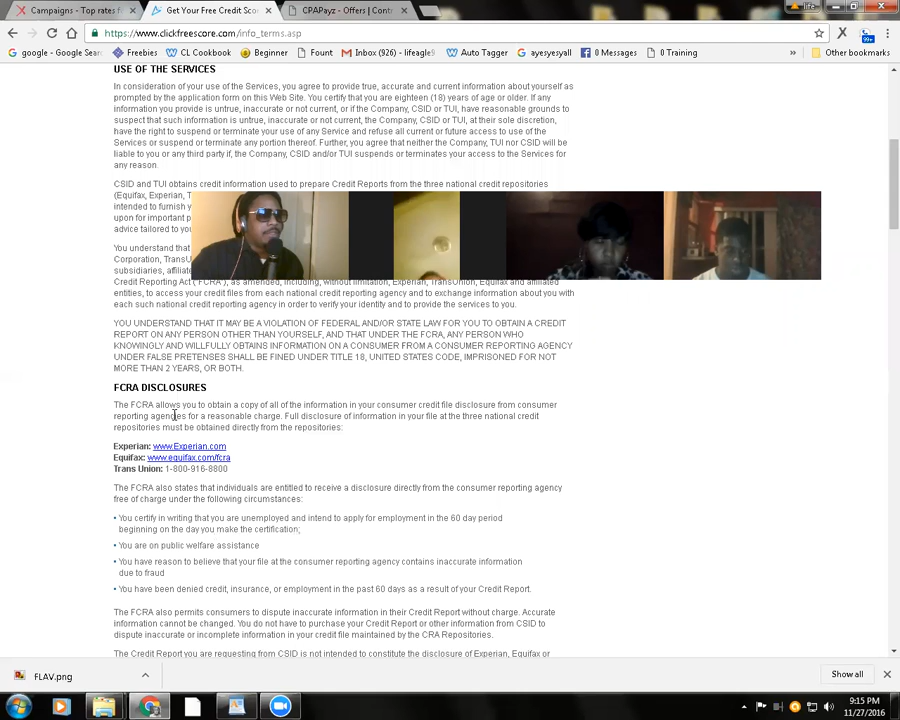 Campaigns - Top rates f
Get Your Free Credit Sco
CPAPayz - Offers | Cont
life-
https://www.clickfreescore.com/info_terms.asp
google - Google Search
Freebies
CL Cookbook
Beginner
Fount
Inbox (926) - lifeagle9
Auto Tagger
ayesyesyall
0 Messages
0 Training
»
Other bookmarks
99+
USE OF THE SERVICES
In consideration of your use of the Services, you agree to provide true, accurate and current information about yourself as
prompted by the application form on this Web Site. You certify that you are eighteen (18) years of age or older. If any
information you provide is untrue, inaccurate or not current, or if the Company, CSID or TUI, have reasonable grounds to
suspect that such information is untrue, inaccurate or not current, the Company, CSID or TUI, at their sole discretion,
have the right to suspend or terminate your use of any Service and refuse all current or future access to use of the
Services or suspend or terminate any portion thereof. Further, you agree that neither the Company, TUI nor CSID will be
liable to you or any third party if, the Company, CSID and/or TUI suspends or terminates your access to the Services for
any reason.
CSID and TUI obtains credit information used to prepare Credit Reports from the three national credit repositories
(Equifax, Experian, T
intended to furnish y
upon for important p
advice tailored to yo
You understand that
Corporation, TransU
subsidiaries, affiliate
Credit Reporting Act ("FCRA"), as amended, including, without limitation, Experian, TransUnion, Equifax and affiliated
entities, to access your credit files from each national credit reporting agency and to exchange information about you with
each such national credit reporting agency in order to verify your identity and to provide the services to you.
YOU UNDERSTAND THAT IT MAY BE A VIOLATION OF FEDERAL AND/OR STATE LAW FOR YOU TO OBTAIN A CREDIT
REPORT ON ANY PERSON OTHER THAN YOURSELF, AND THAT UNDER THE FCRA, ANY PERSON WHO
KNOWINGLY AND WILLFULLY OBTAINS INFORMATION ON A CONSUMER FROM A CONSUMER REPORTING AGENCY
UNDER FALSE PRETENSES SHALL BE FINED UNDER TITLE 18, UNITED STATES CODE, IMPRISONED FOR NOT
MORE THAN 2 YEARS, OR BOTH.
FCRA DISCLOSURES
The FCRA allows you to obtain a copy of all of the information in your consumer credit file disclosure from consumer
reporting agencies for a reasonable charge. Full disclosure of information in your file at the three national credit
repositories must be obtained directly from the repositories:
Experian: www.Experian.com
Equifax: www.equifax.com/fcra
Trans Union: 1-800-916-8800
The FCRA also states that individuals are entitled to receive a disclosure directly from the consumer reporting agency
free of charge under the following circumstances:
• You certify in writing that you are unemployed and intend to apply for employment in the 60 day period
beginning on the day you make the certification;
• You are on public welfare assistance
• You have reason to believe that your file at the consumer reporting agency contains inaccurate information
due to fraud
• You have been denied credit, insurance, or employment in the past 60 days as a result of your Credit Report.
The FCRA also permits consumers to dispute inaccurate information in their Credit Report without charge. Accurate
information cannot be changed. You do not have to purchase your Credit Report or other information from CSID to
dispute inaccurate or incomplete information in your credit file maintained by the CRA Repositories.
The Credit Report you are requesting from CSID is not intended to constitute the disclosure of Experian, Equifax or
FLAV.png
Show all
9:15 PM
11/27/2016